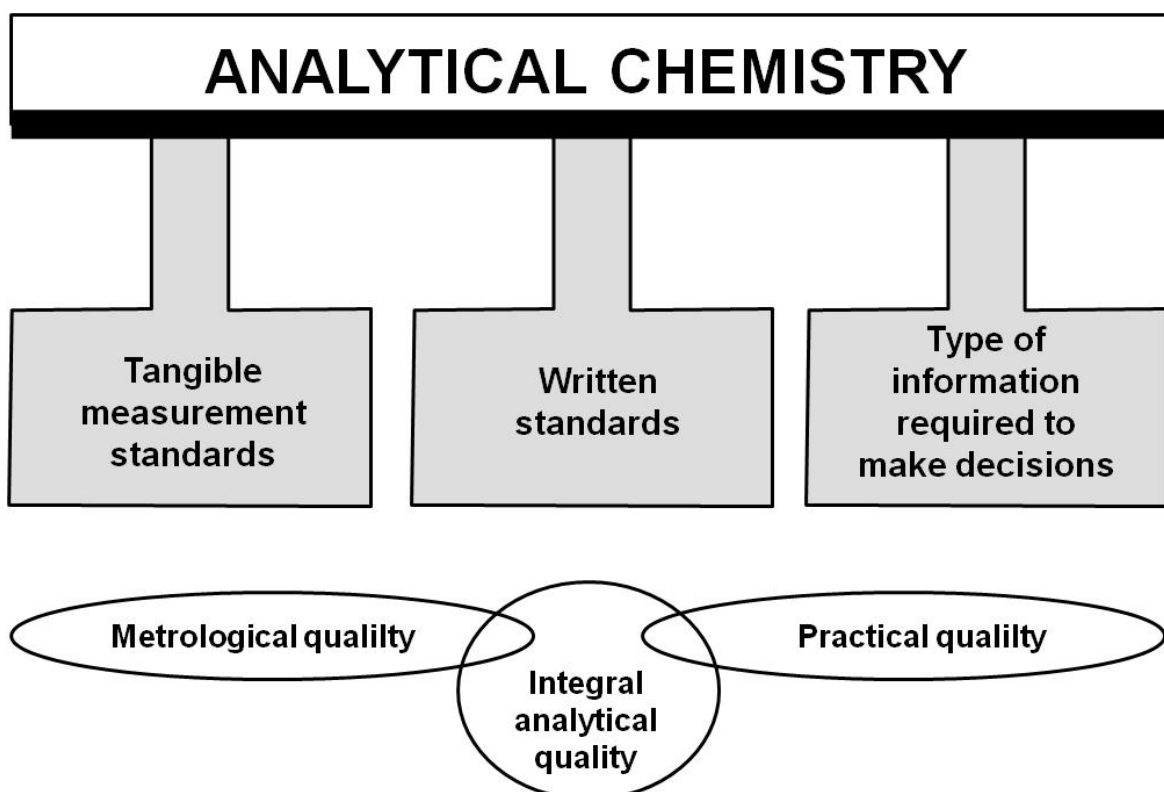 ANALYTICAL CHEMISTRY
Tangible
measurement
standards
Written
standards
Type of
information
required to
make decisions
Metrological qualilty
Practical qualilty
Integral
analytical
quality